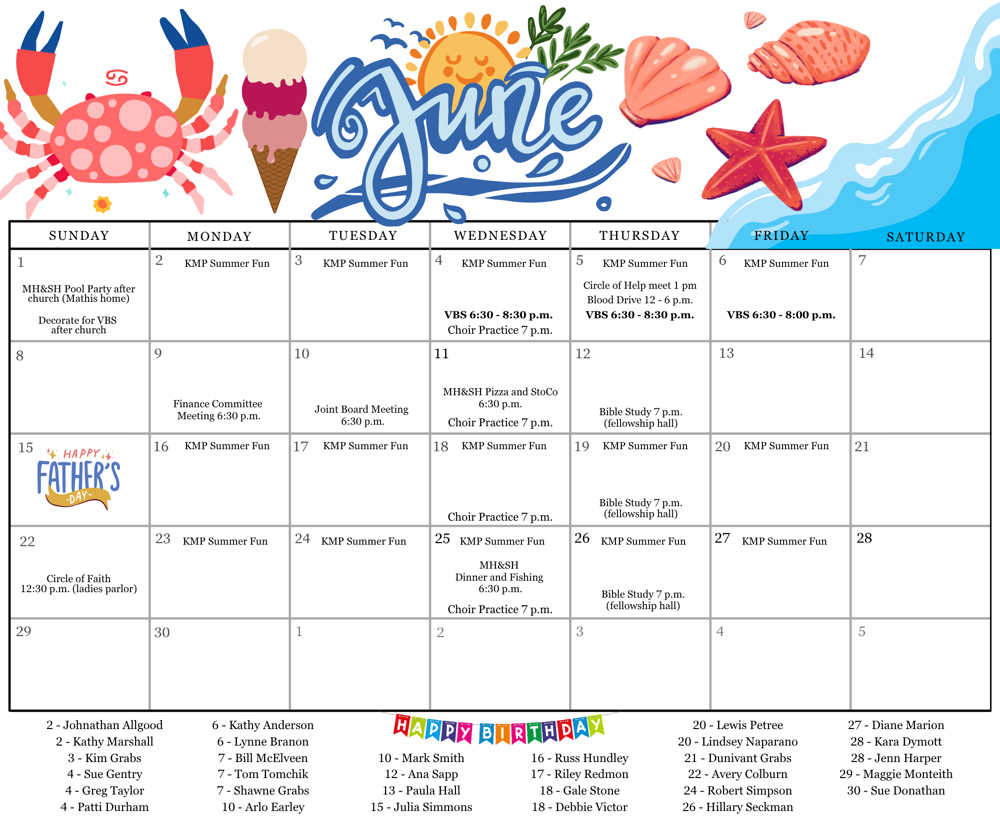 June
SUNDAY
MONDAY
TUESDAY
WEDNESDAY
THURSDAY
FRIDAY
SATURDAY
1
MH&SH Pool Party after
church (Mathis home)
Decorate for VBS
after church
2
KMP Summer Fun
3
KMP Summer Fun
4
KMP Summer Fun
VBS 6:30 - 8:30 p.m.
Choir Practice 7 p.m.
5
KMP Summer Fun
Circle of Help meet 1 pm
Blood Drive 12 - 6 p.m.
VBS 6:30 - 8:30 p.m.
6
KMP Summer Fun
VBS 6:30 - 8:00 p.m.
7
8
9
Finance Committee
Meeting 6:30 p.m.
10
Joint Board Meeting
6:30 p.m.
11
MH&SH Pizza and StoCo
6:30 p.m.
Choir Practice 7 p.m.
12
Bible Study 7 p.m.
(fellowship hall)
13
14
15
HAPPY
FATHER'S
-DAY-
16
KMP Summer Fun
17
KMP Summer Fun
18
KMP Summer Fun
Choir Practice 7 p.m.
19
KMP Summer Fun
Bible Study 7 p.m.
(fellowship hall)
20
KMP Summer Fun
21
22
Circle of Faith
12:30 p.m. (ladies parlor)
23
KMP Summer Fun
24
KMP Summer Fun
25
KMP Summer Fun
MH&SH
Dinner and Fishing
6:30 p.m.
Choir Practice 7 p.m.
26
KMP Summer Fun
Bible Study 7 p.m.
(fellowship hall)
27
KMP Summer Fun
28
29
30
1
2
3
4
5
HAPPY BIRTHDAY
2 - Johnathan Allgood
2 - Kathy Marshall
3 - Kim Grabs
4 - Sue Gentry
4 - Greg Taylor
4 - Patti Durham
6 - Kathy Anderson
6 - Lynne Branon
7 - Bill McElveen
7 - Tom Tomchik
7 - Shawne Grabs
10 - Arlo Earley
10 - Mark Smith
12 - Ana Sapp
13 - Paula Hall
15 - Julia Simmons
16 - Russ Hundley
17 - Riley Redmon
18 - Gale Stone
18 - Debbie Victor
20 - Lewis Petree
20 - Lindsey Naparano
21 - Dunivant Grabs
22 - Avery Colburn
24 - Robert Simpson
26 - Hillary Seckman
27 - Diane Marion
28 - Kara Dymott
28 - Jenn Harper
29 - Maggie Monteith
30 - Sue Donathan